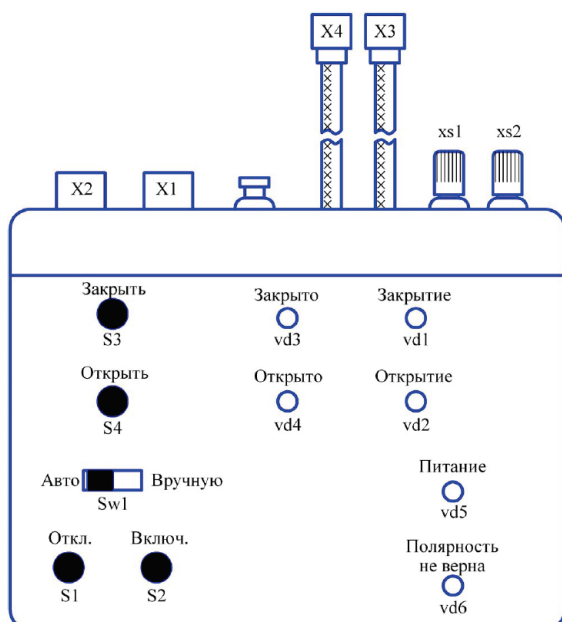 X4 X3
xs1 xs2
X2 X1
Закрыть Закрыто Закрытие
S3 vd3 vd1
Открыть Открыто Открытие
S4 vd4 vd2
Питание
Авто Вручную
Sw1 vd5
Откл. Включ. Полярность
не верна
S1 S2 vd6